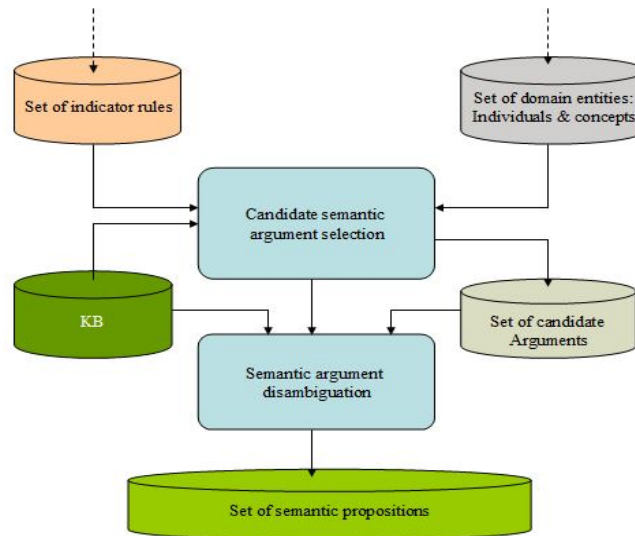 Set of indicator rules
Set of domain entities:
Individuals & concepts
Candidate semantic
argument selection
KB
Set of candidate
Arguments
Semantic argument
disambiguation
Set of semantic propositions